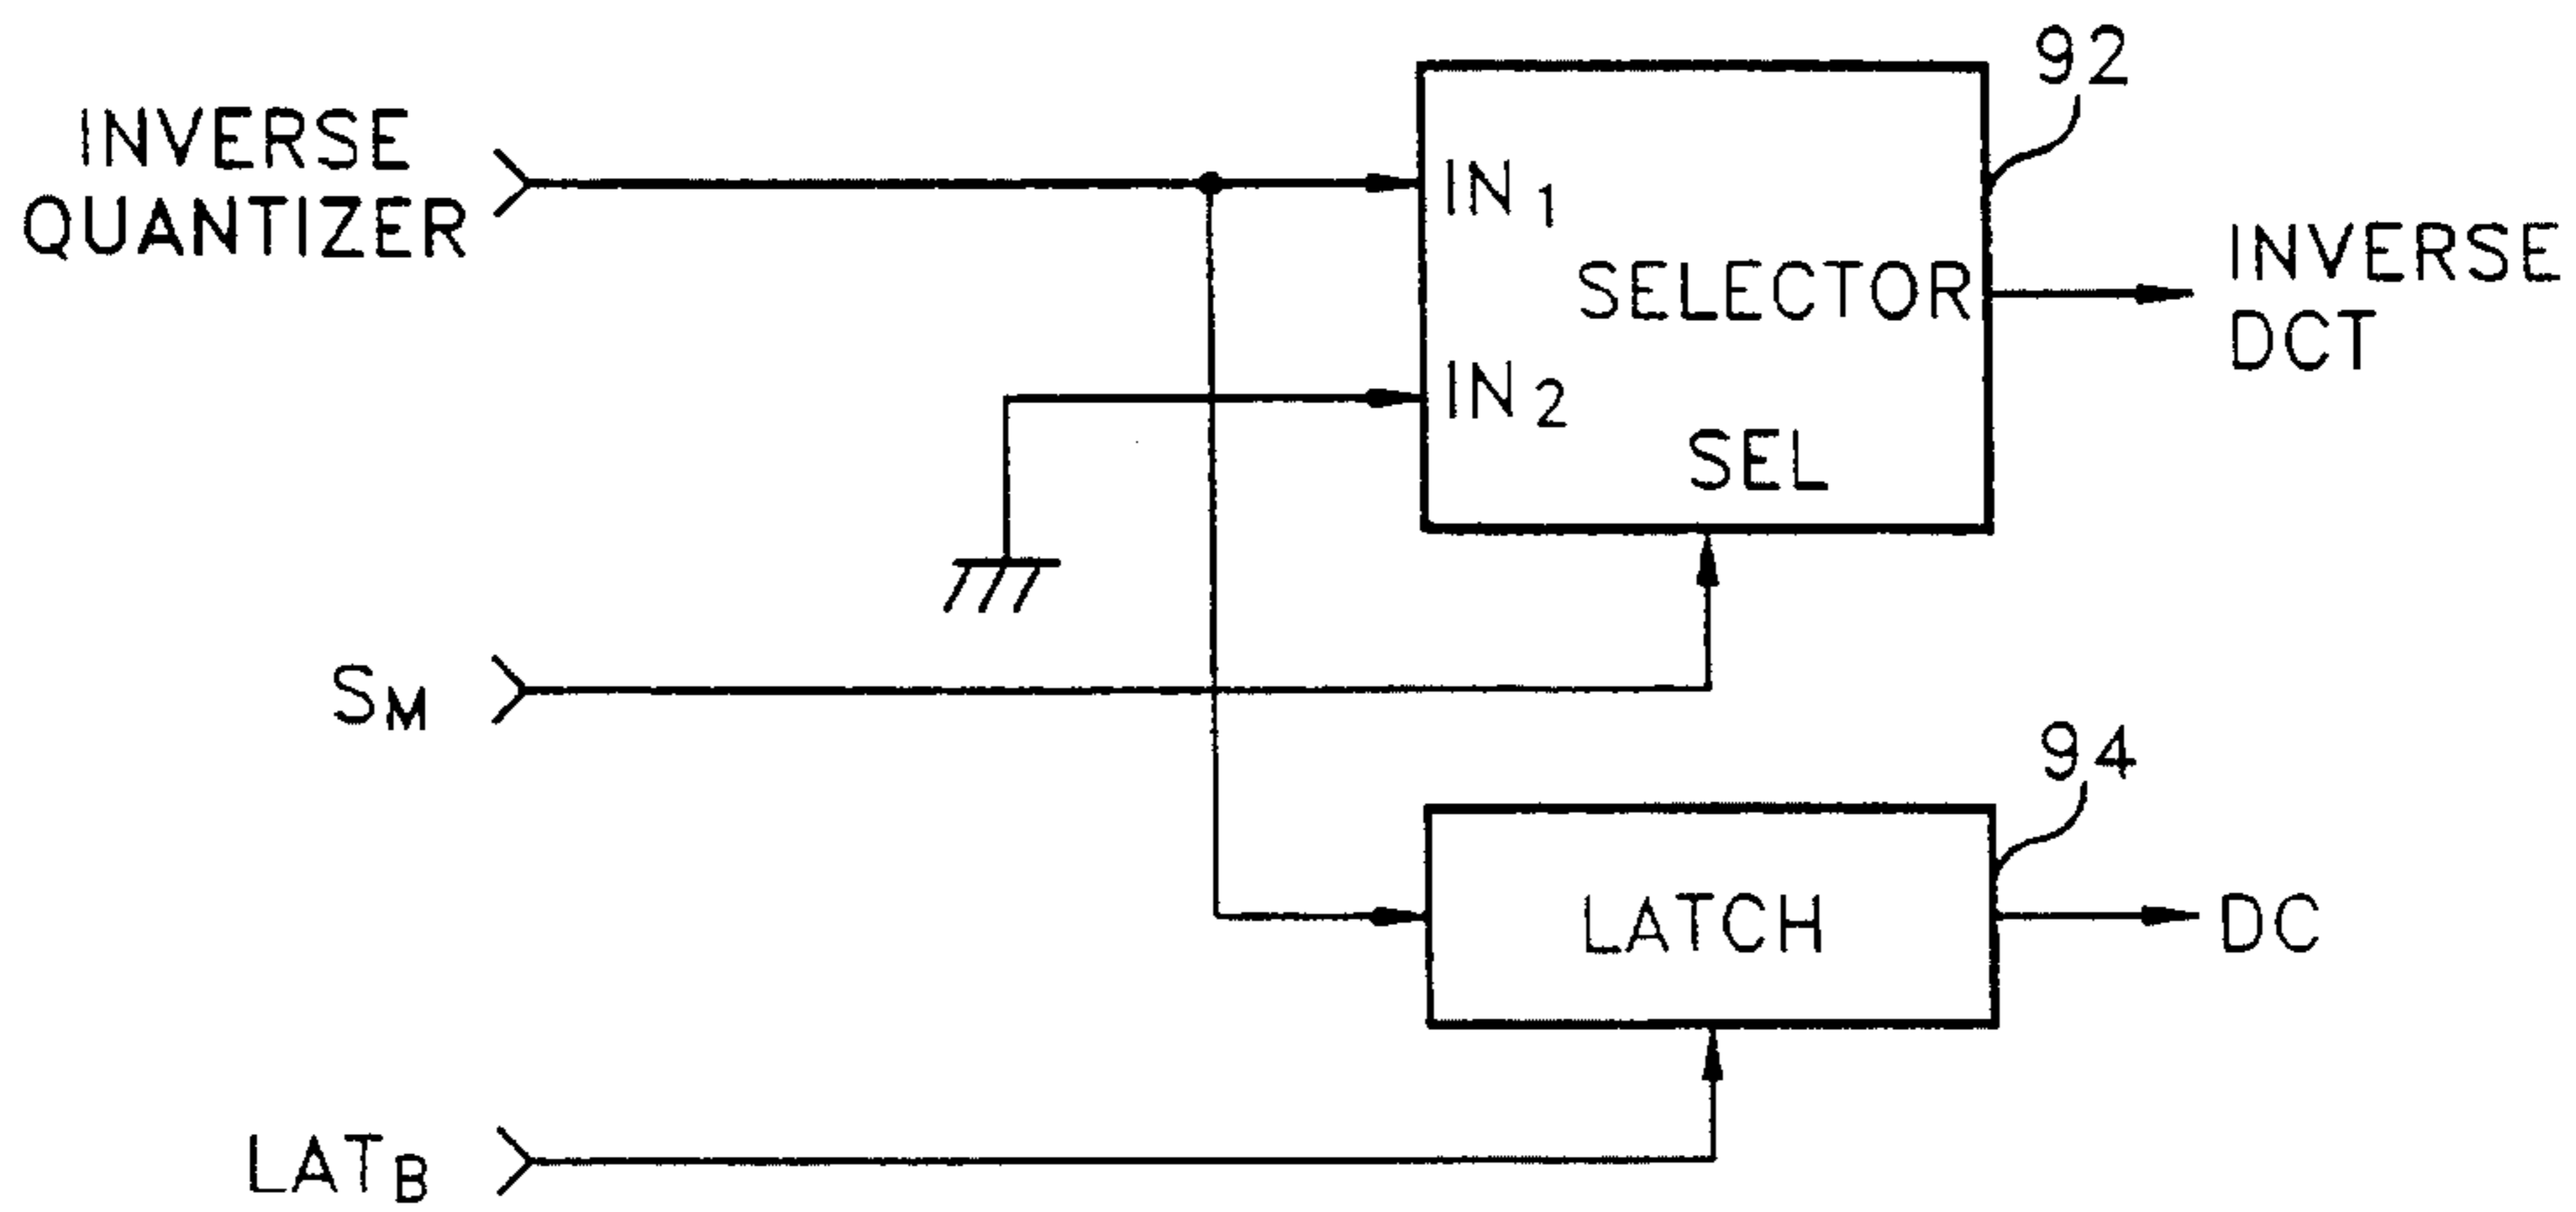 92
INVERSE
QUANTIZER
IN1
SELECTOR
INVERSE
DCT
IN2
SEL
SM
94
LATCH
DC
LATB